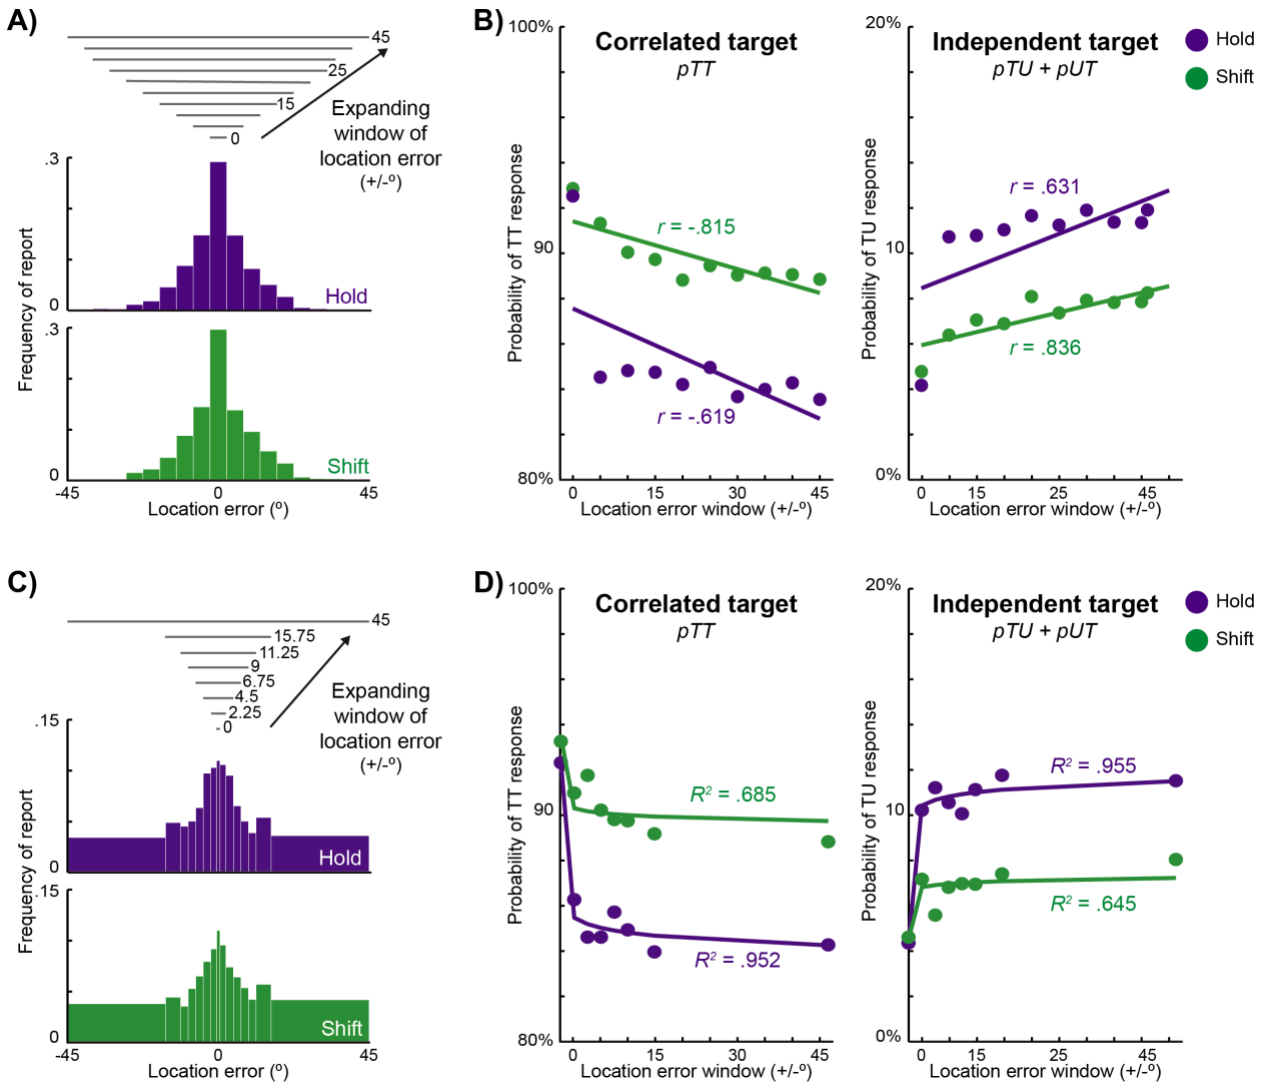 A)
45
25
15
0
Expanding
window of
location error
(+/-º)
.3
0
Hold
Frequency of report
.3
0
Shift
-45
0
45
Location error (º)
B)
100%
90
80%
Probability of TT response
Correlated target
pTT
r = -.815
r = -.619
0
15
30
45
Location error window (+/-º)
20%
10
0%
Probability of TU response
Independent target
pTU + pUT
r = .631
r = .836
0
15
25
45
Location error window (+/-º)
Hold
Shift
C)
45
15.75
11.25
9
6.75
4.5
2.25
0
Expanding
window of
location error
(+/-º)
.15
0
Hold
Frequency of report
.15
0
Shift
-45
0
45
Location error (º)
D)
100%
90
80%
Probability of TT response
Correlated target
pTT
R² = .685
R² = .952
0
15
30
45
Location error window (+/-º)
20%
10
0%
Probability of TU response
Independent target
pTU + pUT
R² = .955
R² = .645
0
15
25
45
Location error window (+/-º)
Hold
Shift